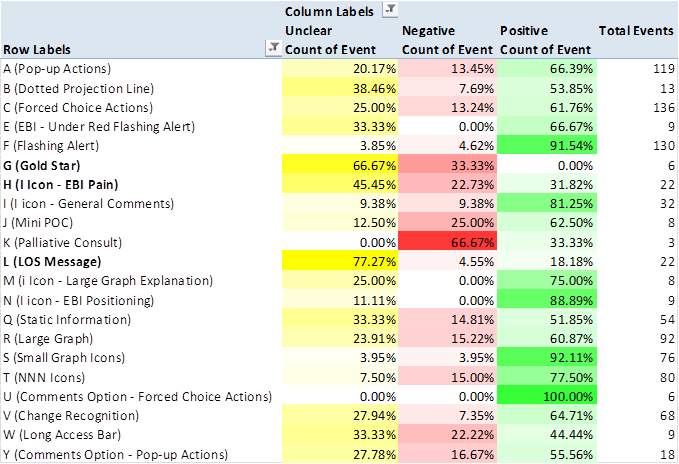 Column Labels
Unclear Negative Positive Total Events
Row Labels Count of Event Count of Event Count of Event
A (Pop-up Actions) 20.17% 13.45% 66.39% 119
B (Dotted Projection Line) 38.46% 7.69% 53.85% 13
C (Forced Choice Actions) 25.00% 13.24% 61.76% 136
E (EBI - Under Red Flashing Alert) 33.33% 0.00% 66.67% 9
F (Flashing Alert) 3.85% 4.62% 91.54% 130
G (Gold Star) 66.67% 33.33% 0.00% 6
H (I Icon - EBI Pain) 45.45% 22.73% 31.82% 22
I (I icon - General Comments) 9.38% 9.38% 81.25% 32
J (Mini POC) 12.50% 25.00% 62.50% 8
K (Palliative Consult) 0.00% 66.67% 33.33% 3
L (LOS Message) 77.27% 4.55% 18.18% 22
M (i Icon - Large Graph Explanation) 25.00% 0.00% 75.00% 8
N (I icon - EBI Positioning) 11.11% 0.00% 88.89% 9
Q (Static Information) 33.33% 14.81% 51.85% 54
R (Large Graph) 23.91% 15.22% 60.87% 92
S (Small Graph Icons) 3.95% 3.95% 92.11% 76
T (NNN Icons) 7.50% 15.00% 77.50% 80
U (Comments Option - Forced Choice Actions) 0.00% 0.00% 100.00% 6
V (Change Recognition) 27.94% 7.35% 64.71% 68
W (Long Access Bar) 33.33% 22.22% 44.44% 9
Y (Comments Option - Pop-up Actions) 27.78% 16.67% 55.56% 18